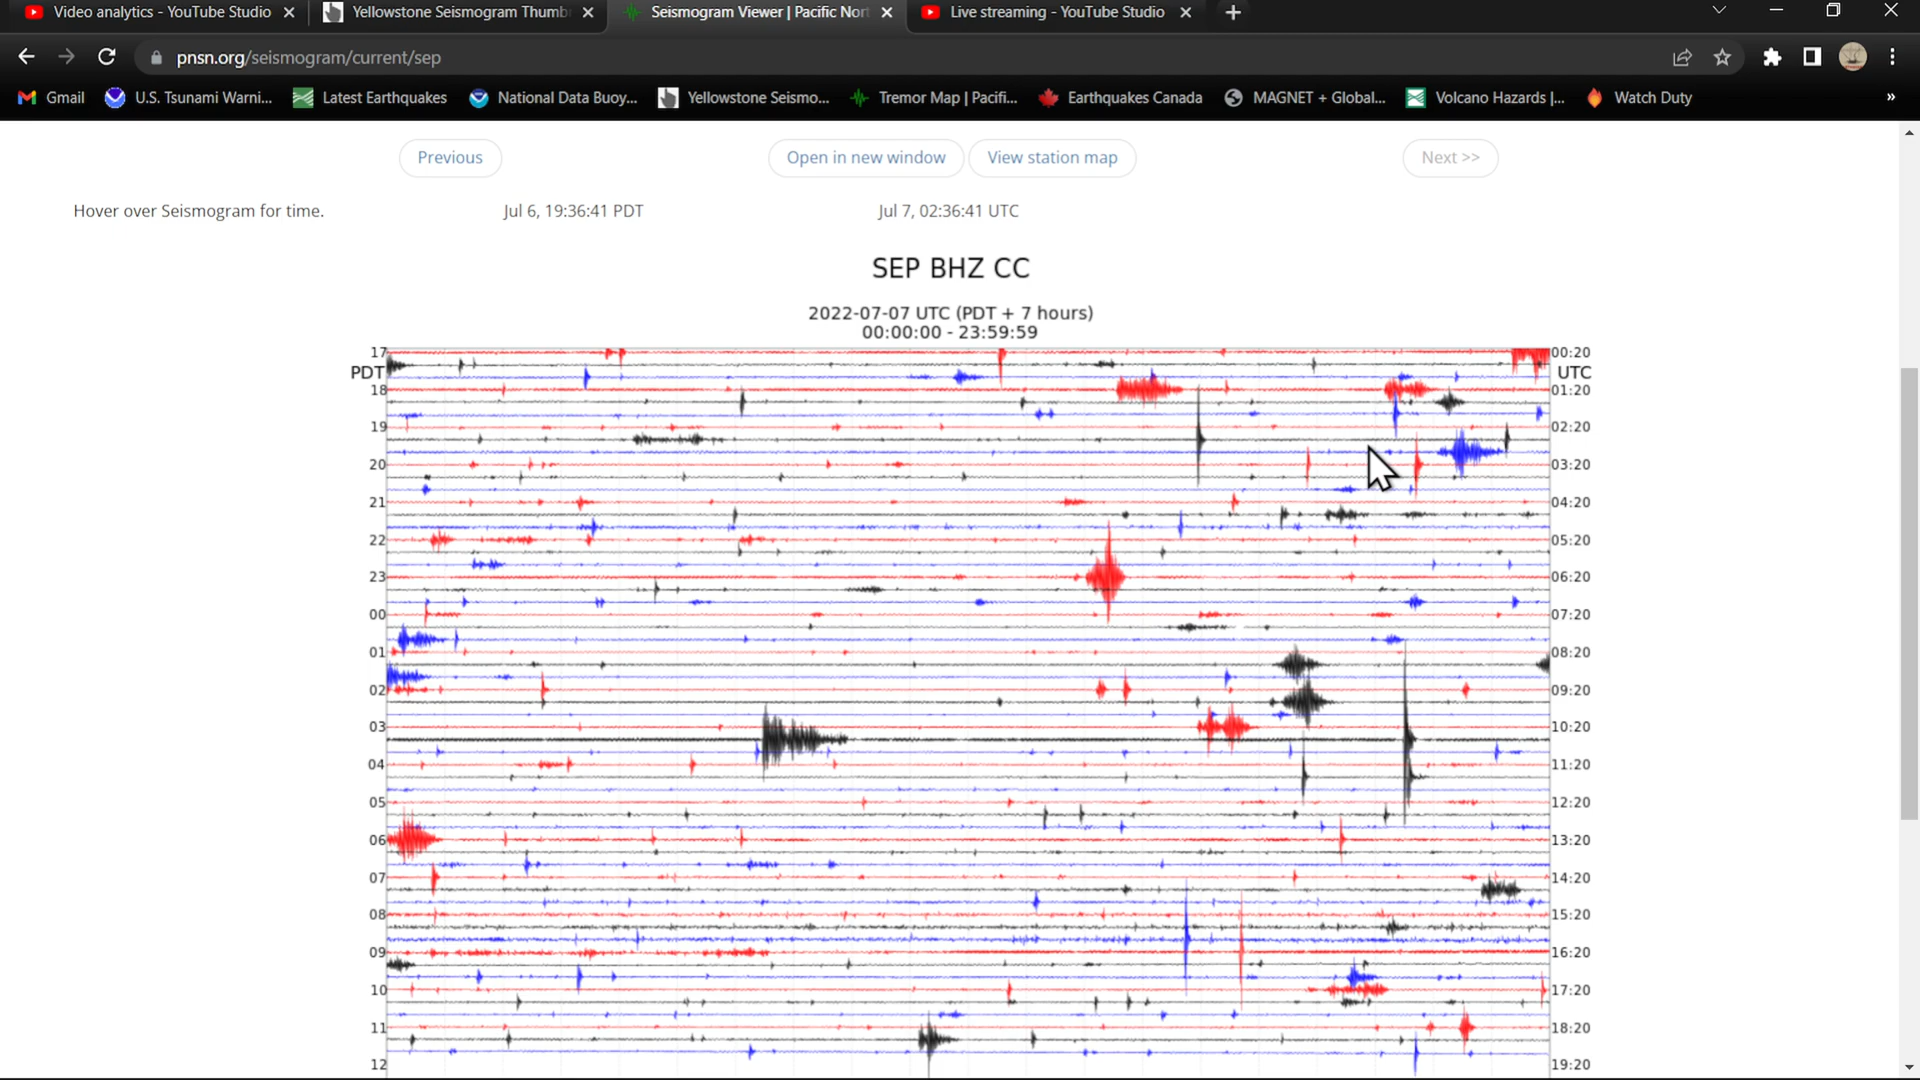 Video analytics - YouTube Studio
Yellowstone Seismogram Thumb
Seismogram Viewer | Pacific Nor
Live streaming - YouTube Studio
pnsn.org/seismogram/current/sep
Gmail
U.S. Tsunami Warni...
Latest Earthquakes
National Data Buoy...
Yellowstone Seismo...
Tremor Map | Pacifi...
Earthquakes Canada
MAGNET + Global...
Volcano Hazards |...
Watch Duty
»
Previous
Open in new window
View station map
Next >>
Hover over Seismogram for time.
Jul 6, 19:36:41 PDT
Jul 7, 02:36:41 UTC
SEP BHZ CC
2022-07-07 UTC (PDT + 7 hours)
00:00:00 - 23:59:59
17 00:20
PDT UTC
18 01:20
19 02:20
20 03:20
21 04:20
22 05:20
23 06:20
00 07:20
01 08:20
02 09:20
03 10:20
04 11:20
05 12:20
06 13:20
07 14:20
08 15:20
09 16:20
10 17:20
11 18:20
12 19:20